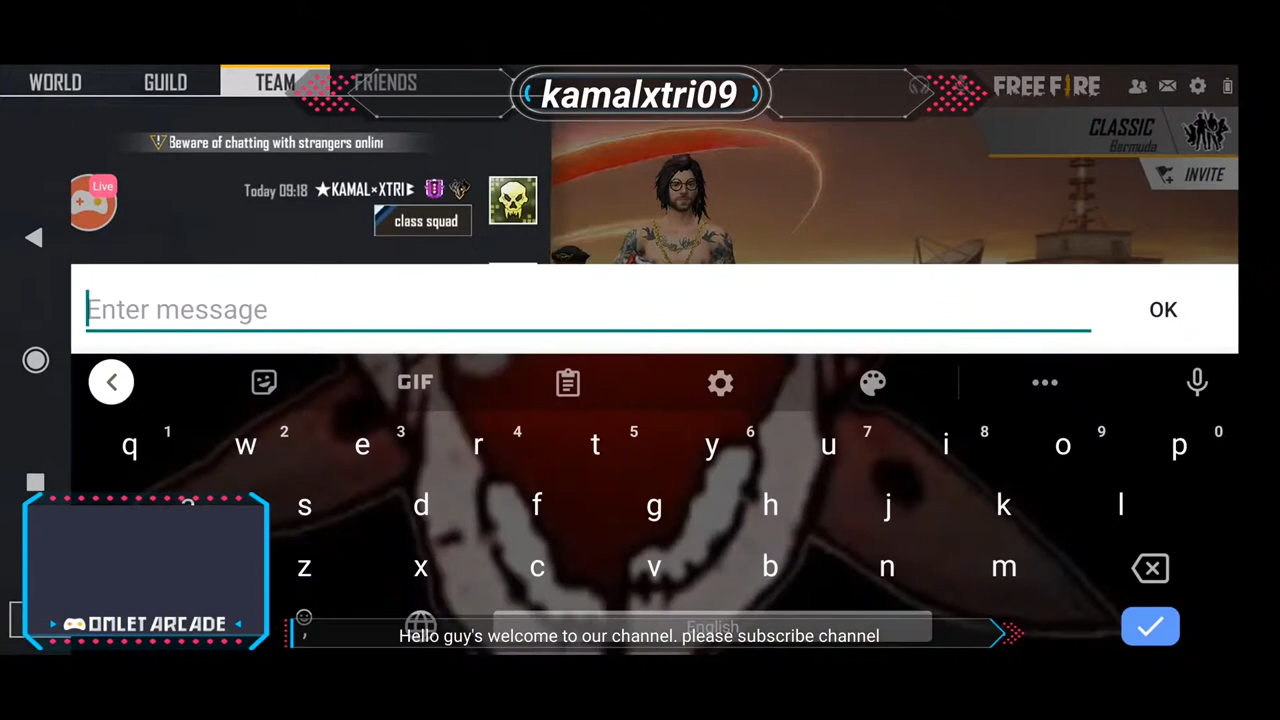 WORLD GUILD TEAM FRIENDS
kamalxtri09
FREE FIRE
CLASSIC
Bermuda
INVITE
Beware of chatting with strangers onlin
Live
Today 09:18 ★KAMAL×XTRI
class squad
Enter message
OK
GIF
q 1 w 2 e 3 r 4 t 5 y 6 u 7 i 8 o 9 p 0
a s d f g h j k l
z x c v b n m
English
OMLET ARCADE
Hello guy's welcome to our channel. please subscribe channel